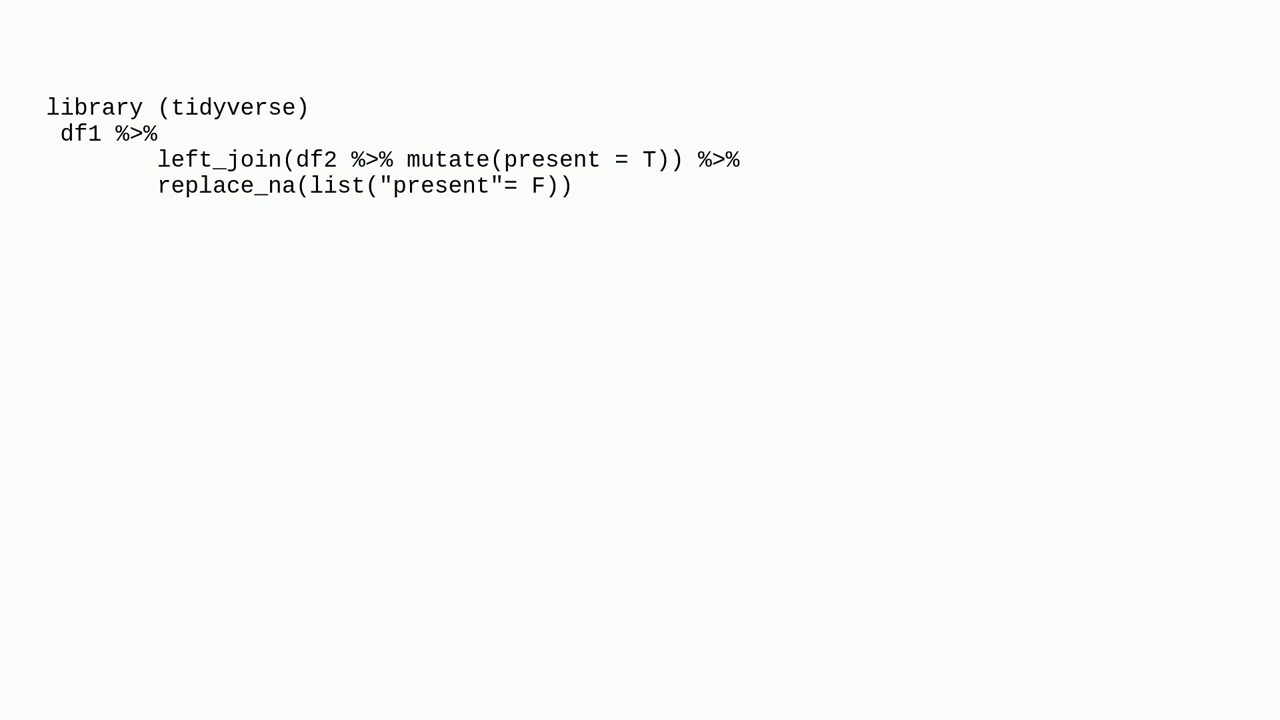 library (tidyverse)
 df1 %>%
        left_join(df2 %>% mutate(present = T)) %>%
        replace_na(list("present"= F))